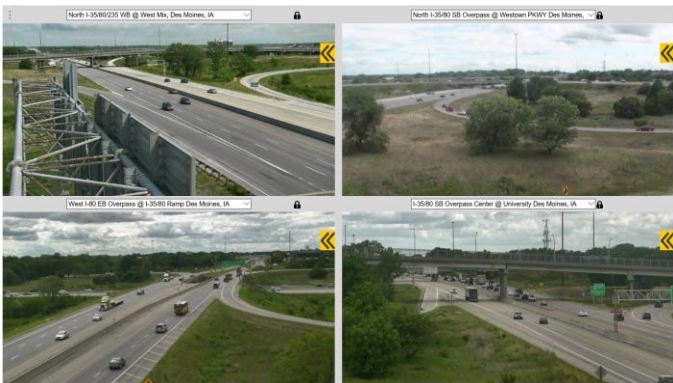 North I-35/80/235 WB @ West Mix, Des Moines, IA
North I-35/80 SB Overpass @ Westown PKWY Des Moines,
West I-80 EB Overpass @ I-35/80 Ramp Des Moines, IA
I-35/80 SB Overpass Center @ University Des Moines, IA